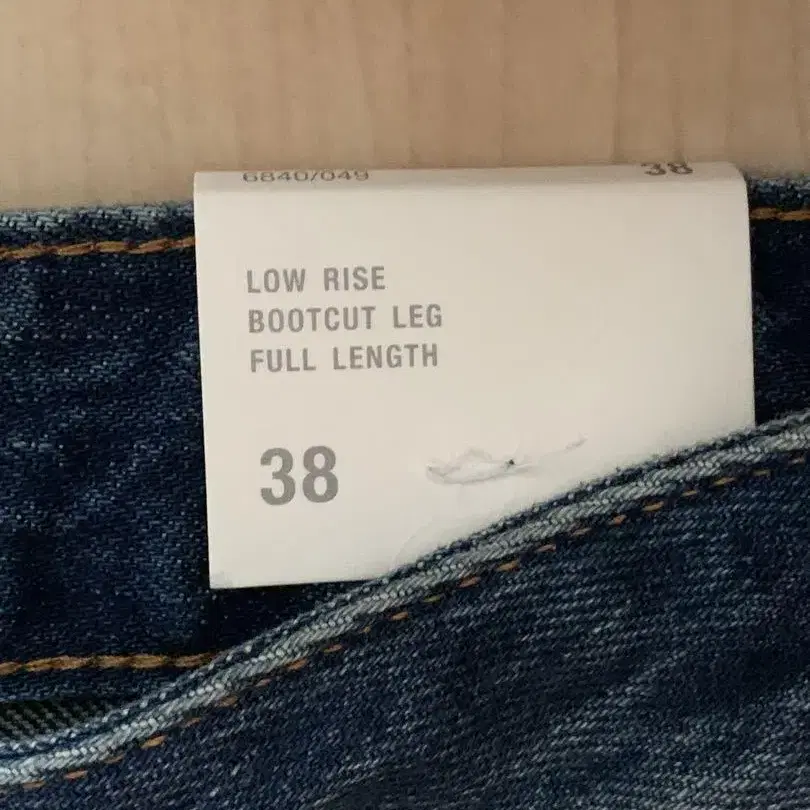 6840/049 38
LOW RISE
BOOTCUT LEG
FULL LENGTH
38